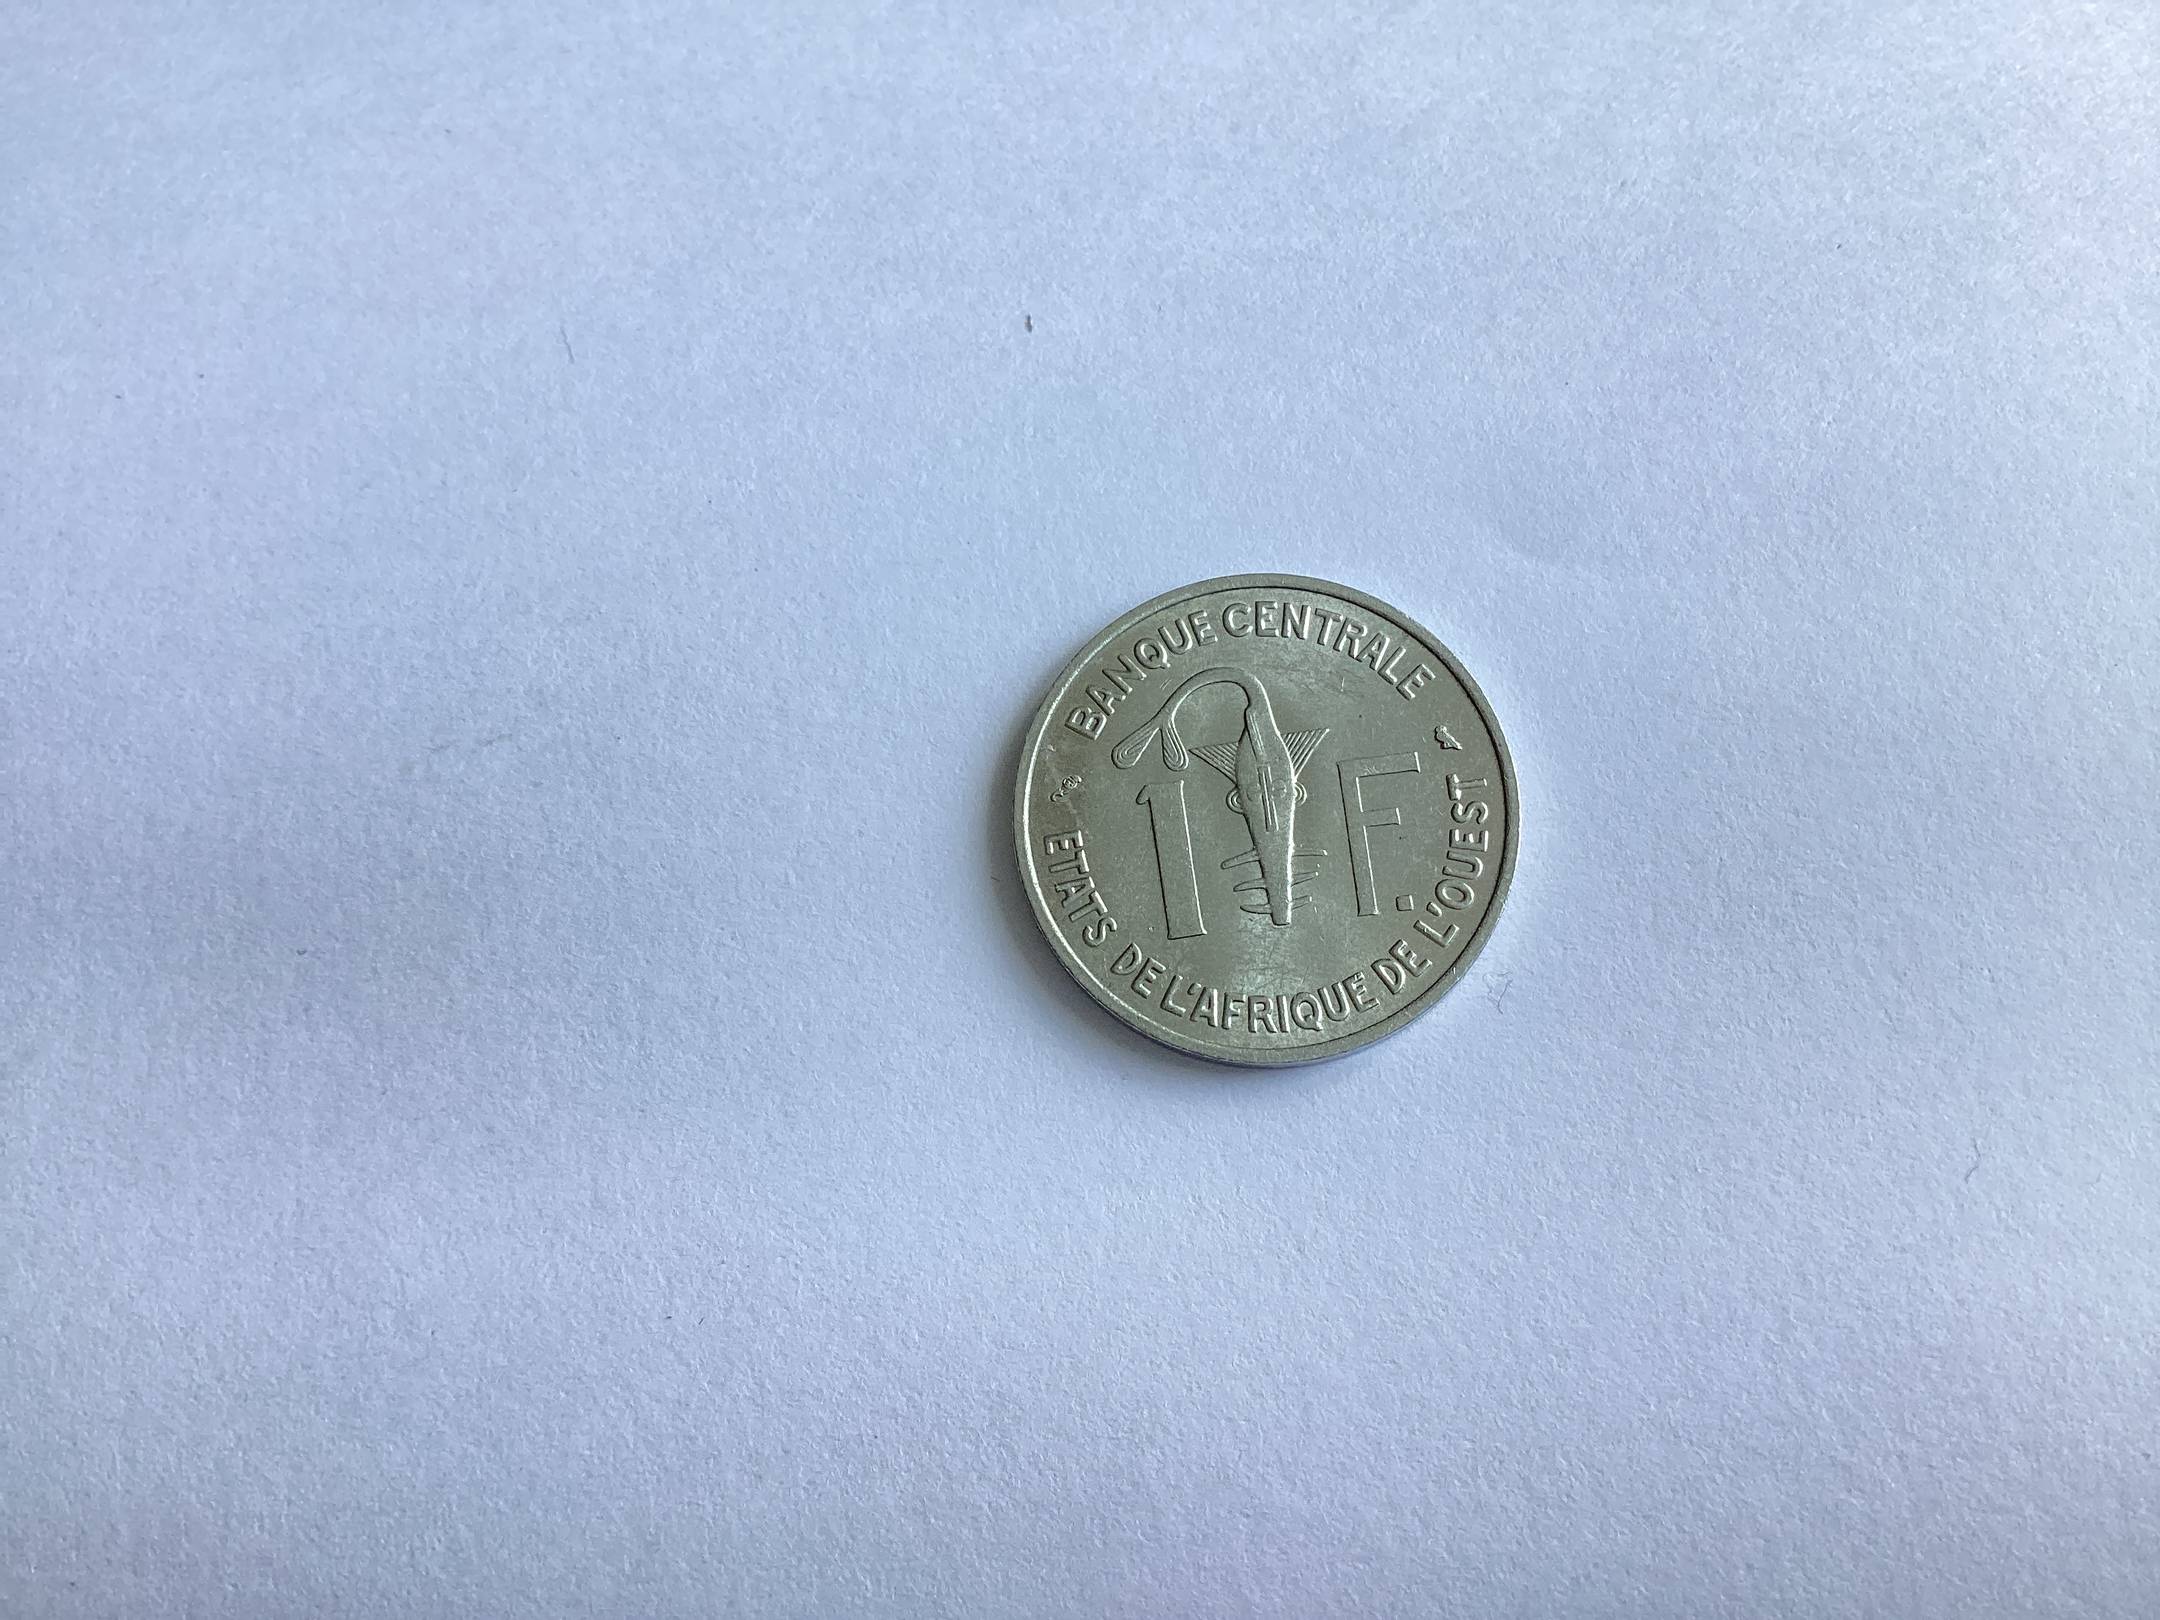 BANQUE CENTRALE
1 F.
ETATS DE L'AFRIQUE DE L'OUEST